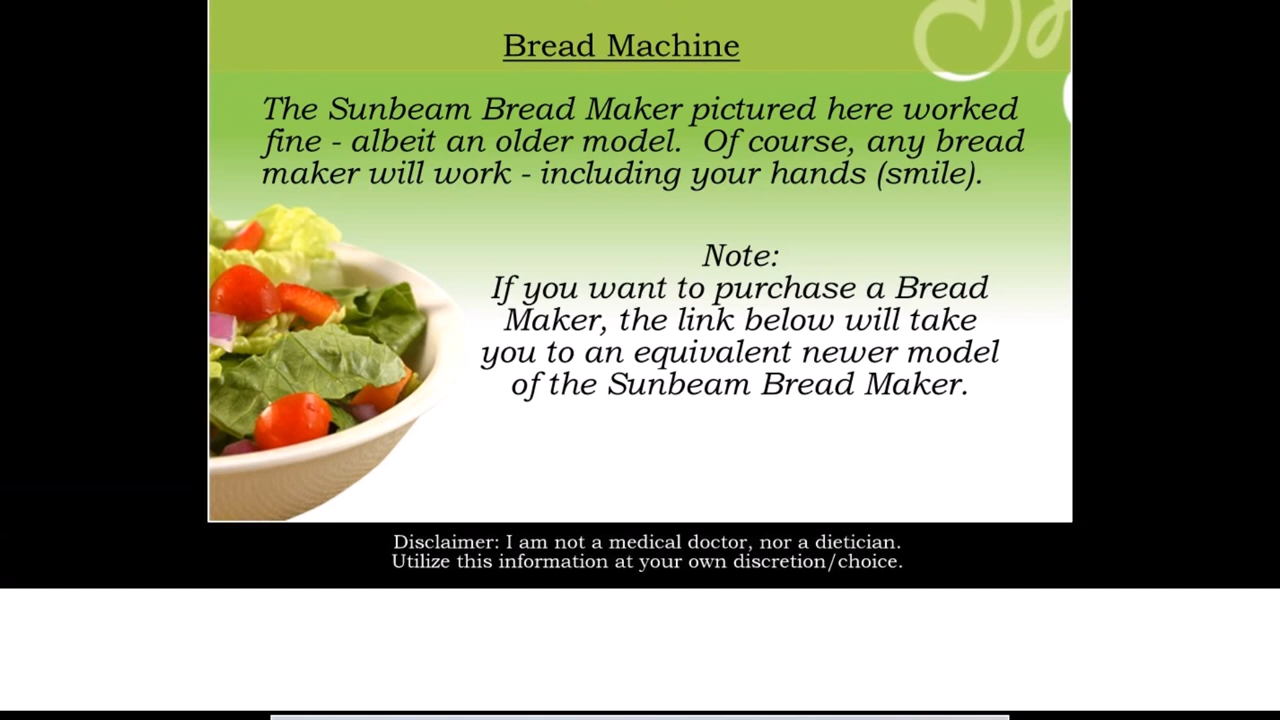 Bread Machine
The Sunbeam Bread Maker pictured here worked
fine - albeit an older model.  Of course, any bread
maker will work - including your hands (smile).
Note:
If you want to purchase a Bread
Maker, the link below will take
you to an equivalent newer model
of the Sunbeam Bread Maker.
Disclaimer: I am not a medical doctor, nor a dietician.
Utilize this information at your own discretion/choice.